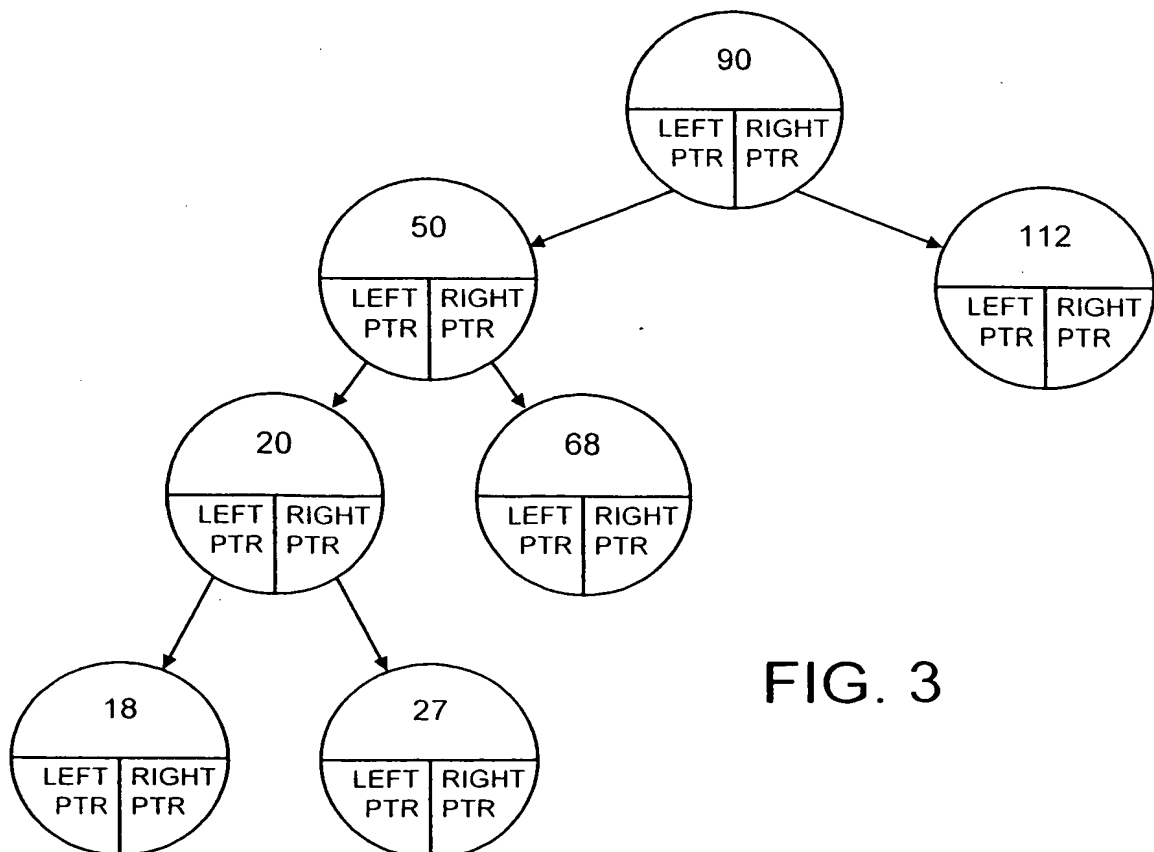 90
LEFT RIGHT
PTR PTR
50
LEFT RIGHT
PTR PTR
112
LEFT RIGHT
PTR PTR
20
LEFT RIGHT
PTR PTR
68
LEFT RIGHT
PTR PTR
18
LEFT RIGHT
PTR PTR
27
LEFT RIGHT
PTR PTR
FIG. 3